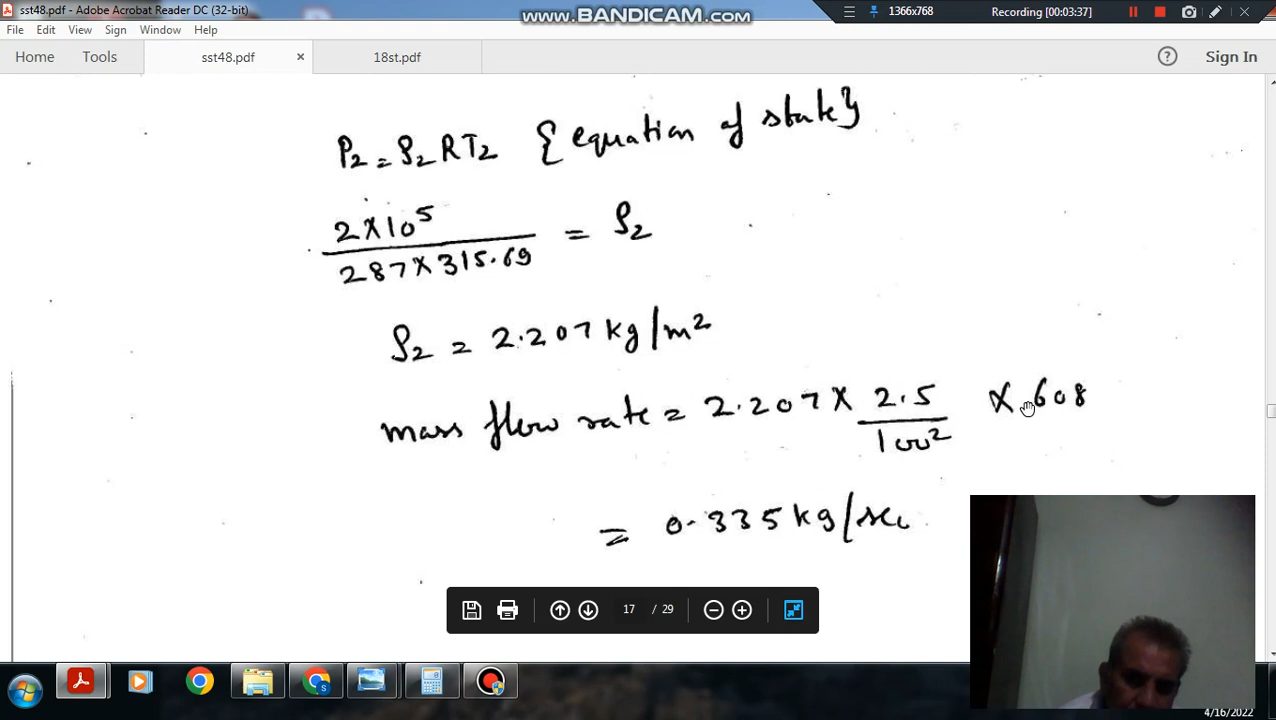 sst48.pdf - Adobe Acrobat Reader DC (32-bit)
www.BANDICAM.com
1366x768
Recording [00:03:37]
File Edit View Sign Window Help
Home Tools sst48.pdf × 18st.pdf Sign In
P2 = ρ2RT2 {equation of state}
2×10^5 / 287×315.69 = ρ2
ρ2 = 2.207 kg/m²
mass flow rate = 2.207 × 2.5 / 100² × 608
= 0.335 kg/sec
17 / 29
4/16/2022